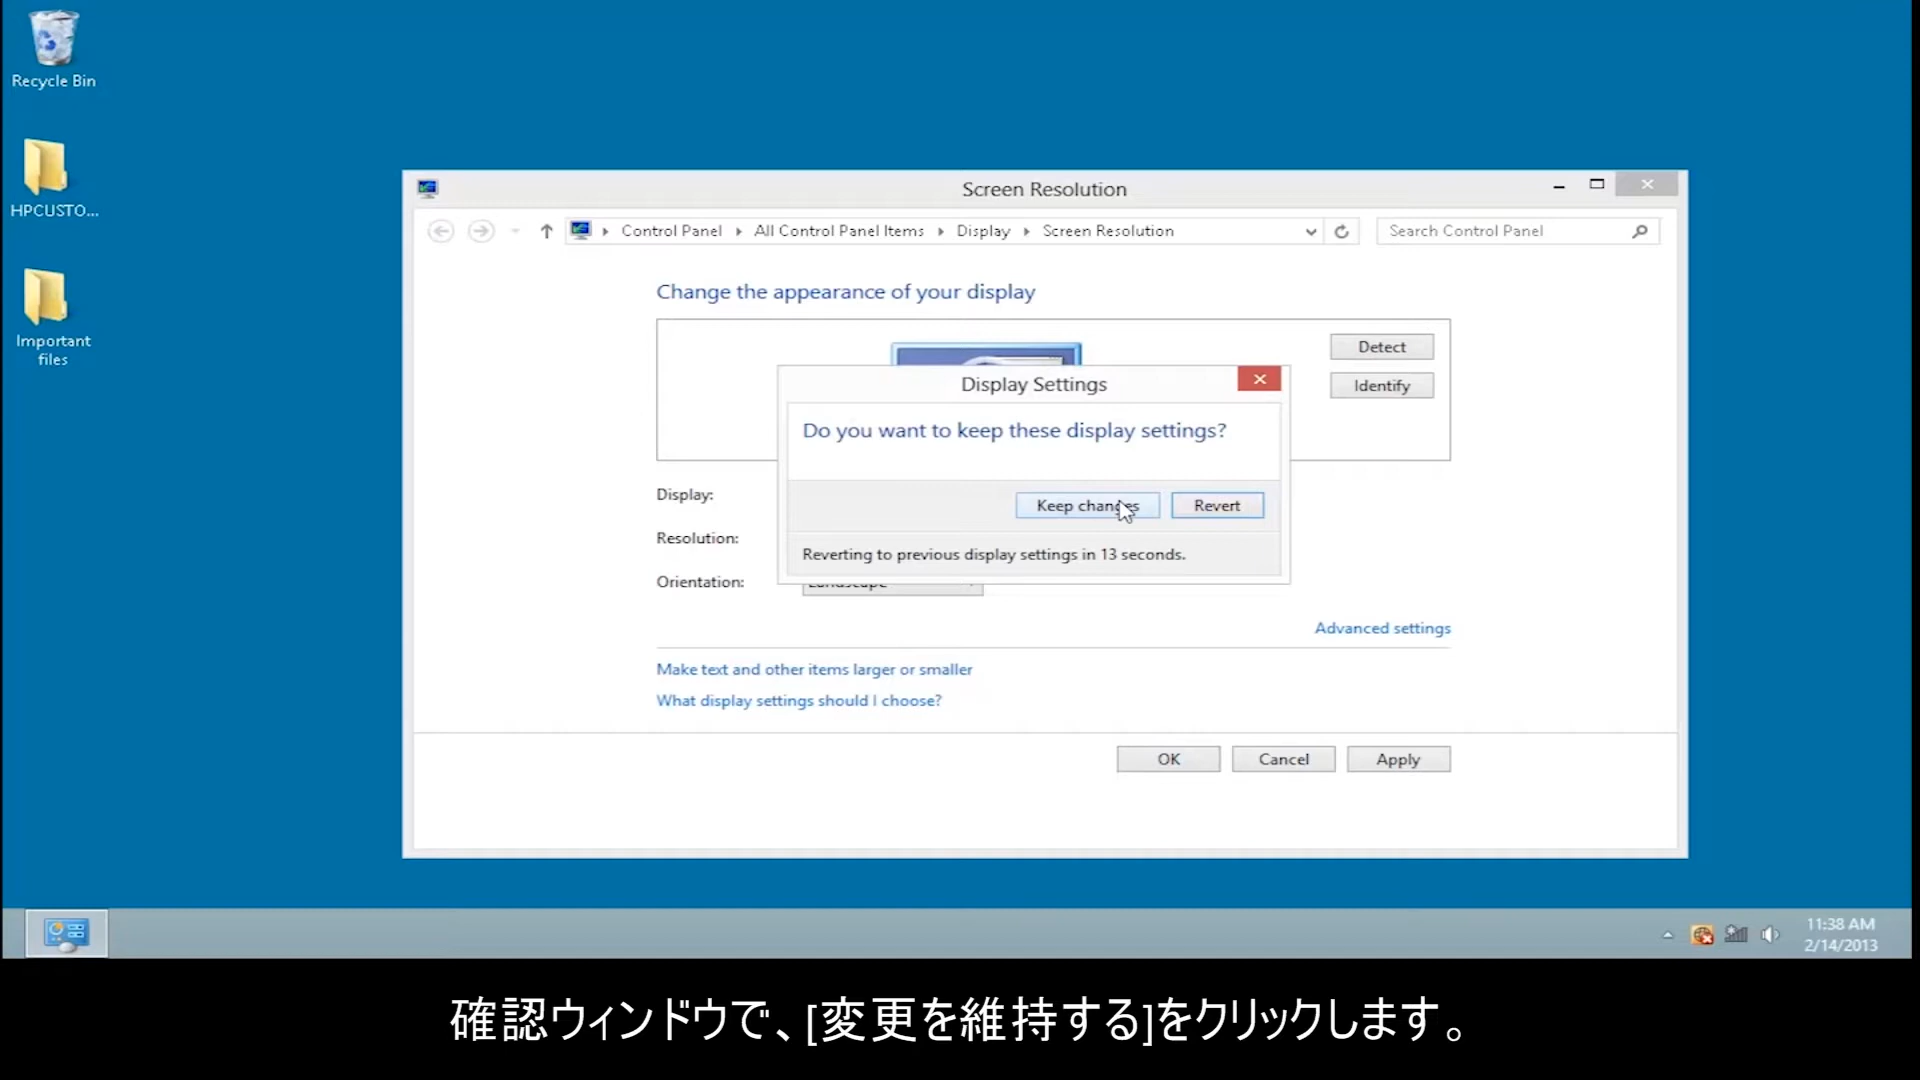 Recycle Bin
HPCUSTO...
Important
files
Screen Resolution
Control Panel All Control Panel Items Display Screen Resolution
Search Control Panel
Change the appearance of your display
Detect
Identify
Display Settings
Do you want to keep these display settings?
Keep changes
Revert
Reverting to previous display settings in 13 seconds.
Display:
Resolution:
Orientation:
Landscape
Advanced settings
Make text and other items larger or smaller
What display settings should I choose?
OK
Cancel
Apply
11:38 AM
2/14/2013
確認ウィンドウで、[変更を維持する]をクリックします。